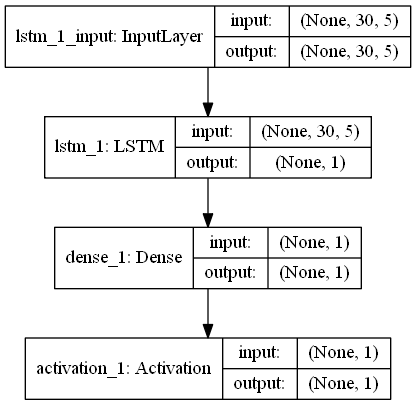 lstm_1_input: InputLayer
input: (None, 30, 5)
output: (None, 30, 5)
lstm_1: LSTM
input: (None, 30, 5)
output: (None, 1)
dense_1: Dense
input: (None, 1)
output: (None, 1)
activation_1: Activation
input: (None, 1)
output: (None, 1)